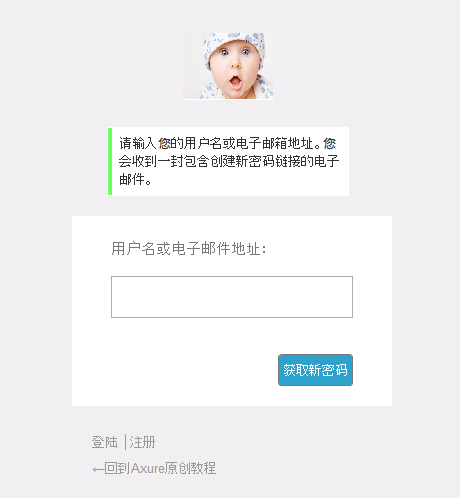 请输入您的用户名或电子邮箱地址。您
会收到一封包含创建新密码链接的电子
邮件。
用户名或电子邮件地址：
获取新密码
登陆 | 注册
←回到Axure原创教程